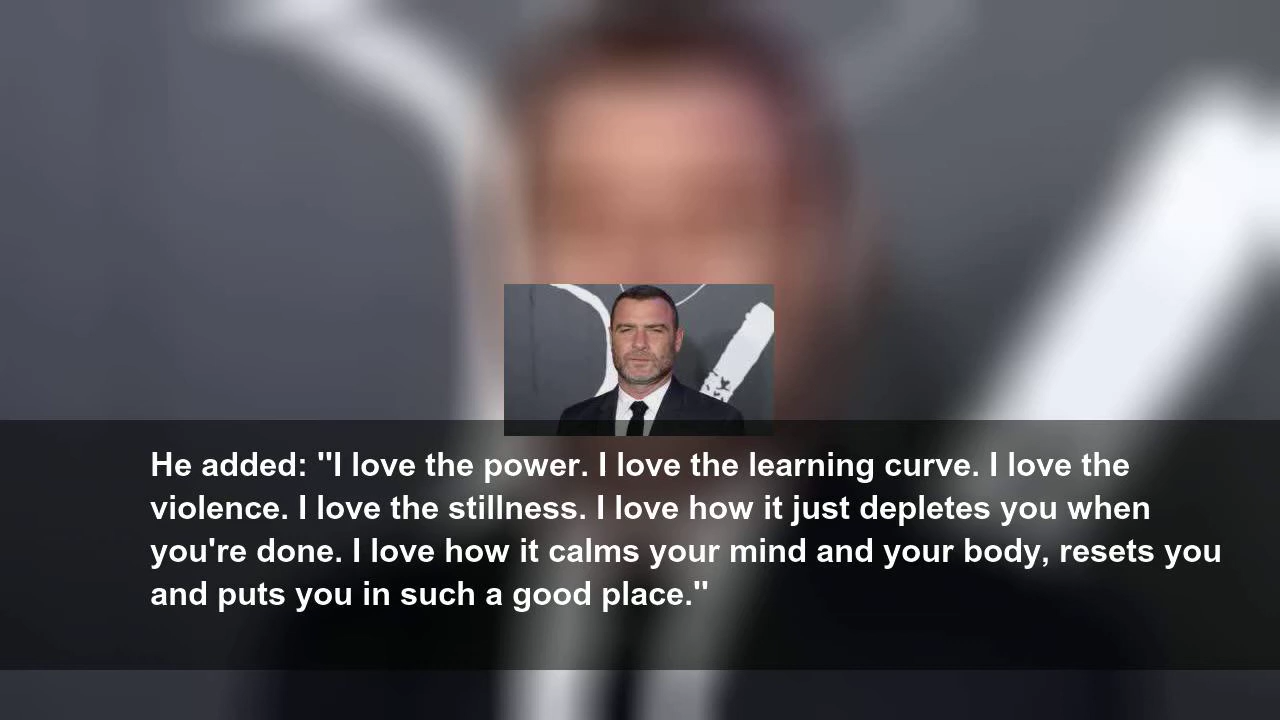 He added: "I love the power. I love the learning curve. I love the
violence. I love the stillness. I love how it just depletes you when
you're done. I love how it calms your mind and your body, resets you
and puts you in such a good place."